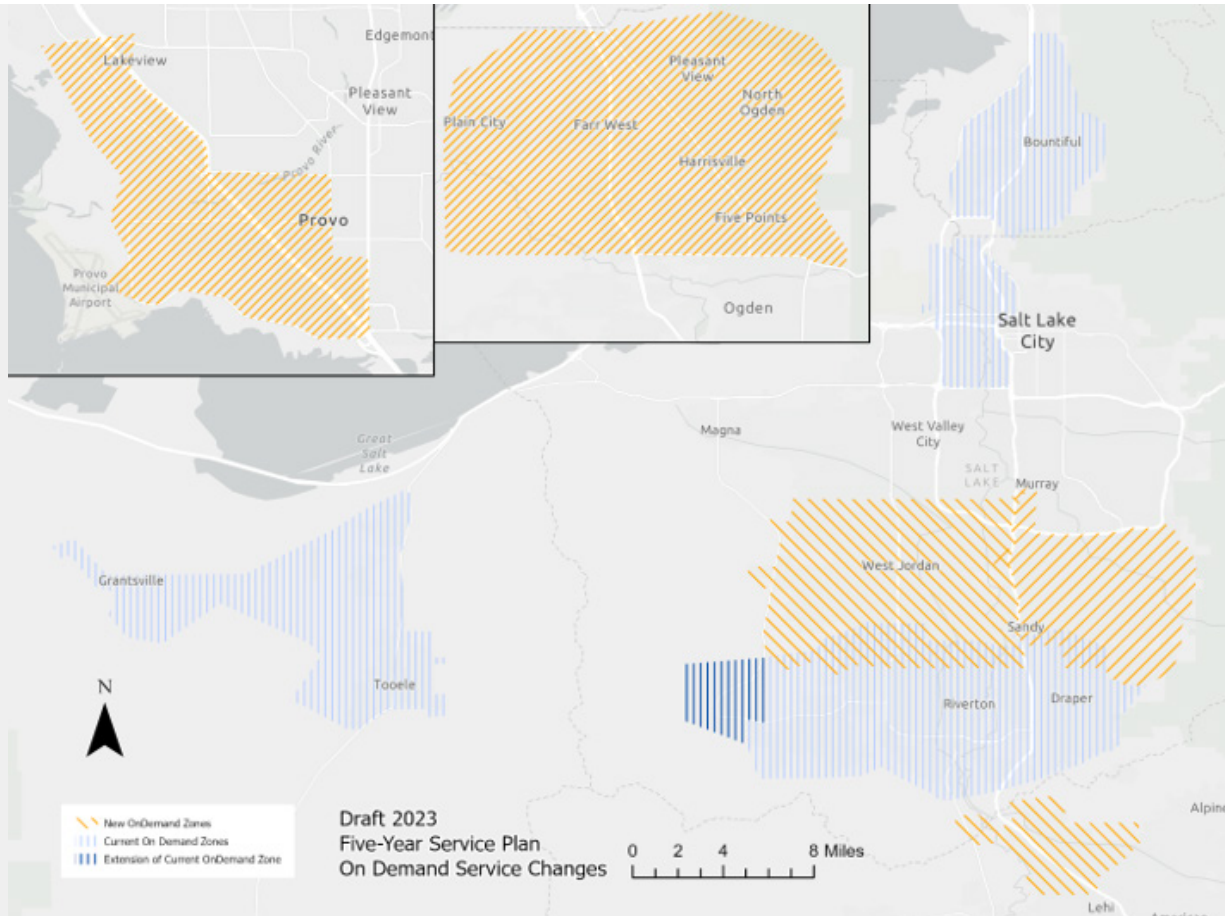 Edgemont
Lakeview
Pleasant
View
Provo River
Provo
Provo
Municipal
Airport
Pleasant
View
North
Ogden
Plain City
Farr West
Harrisville
Five Points
Ogden
Bountiful
Salt Lake
City
Magna
West Valley
City
Great
Salt
Lake
SALT
LAKE
Murray
Grantsville
West Jordan
Sandy
Tooele
Riverton
Draper
N
Alpine
New OnDemand Zones
Current On Demand Zones
Extension of Current OnDemand Zone
Draft 2023
Five-Year Service Plan
On Demand Service Changes
0 2 4 8 Miles
Lehi